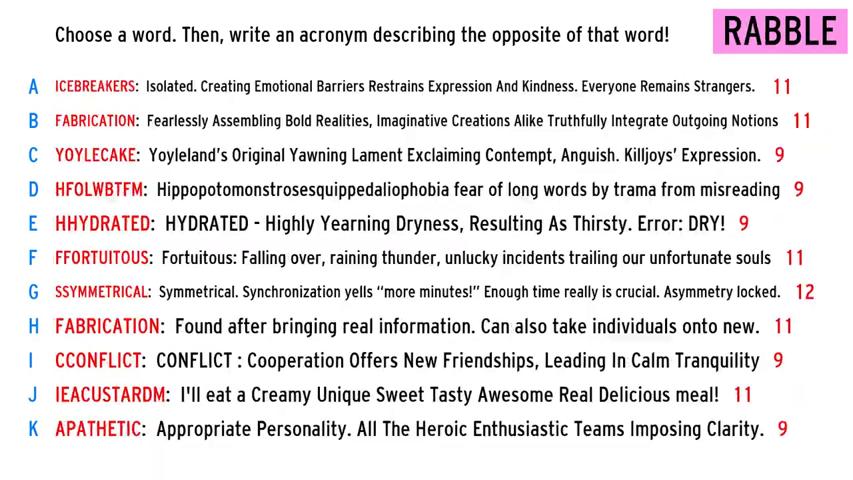 Choose a word. Then, write an acronym describing the opposite of that word!
RABBLE
A ICEBREAKERS: Isolated. Creating Emotional Barriers Restrains Expression And Kindness. Everyone Remains Strangers. 11
B FABRICATION: Fearlessly Assembling Bold Realities, Imaginative Creations Alike Truthfully Integrate Outgoing Notions 11
C YOYLECAKE: Yoyleland's Original Yawning Lament Exclaiming Contempt, Anguish. Killjoys' Expression. 9
D HFOLWBTFM: Hippopotomonstrosesquippedaliophobia fear of long words by trama from misreading 9
E HHYDRATED: HYDRATED - Highly Yearning Dryness, Resulting As Thirsty. Error: DRY! 9
F FFORTUITOUS: Fortuitous: Falling over, raining thunder, unlucky incidents trailing our unfortunate souls 11
G SSYMMETRICAL: Symmetrical. Synchronization yells "more minutes!" Enough time really is crucial. Asymmetry locked. 12
H FABRICATION: Found after bringing real information. Can also take individuals onto new. 11
I CCONFLICT: CONFLICT : Cooperation Offers New Friendships, Leading In Calm Tranquility 9
J IEACUSTARDM: I'll eat a Creamy Unique Sweet Tasty Awesome Real Delicious meal! 11
K APATHETIC: Appropriate Personality. All The Heroic Enthusiastic Teams Imposing Clarity. 9